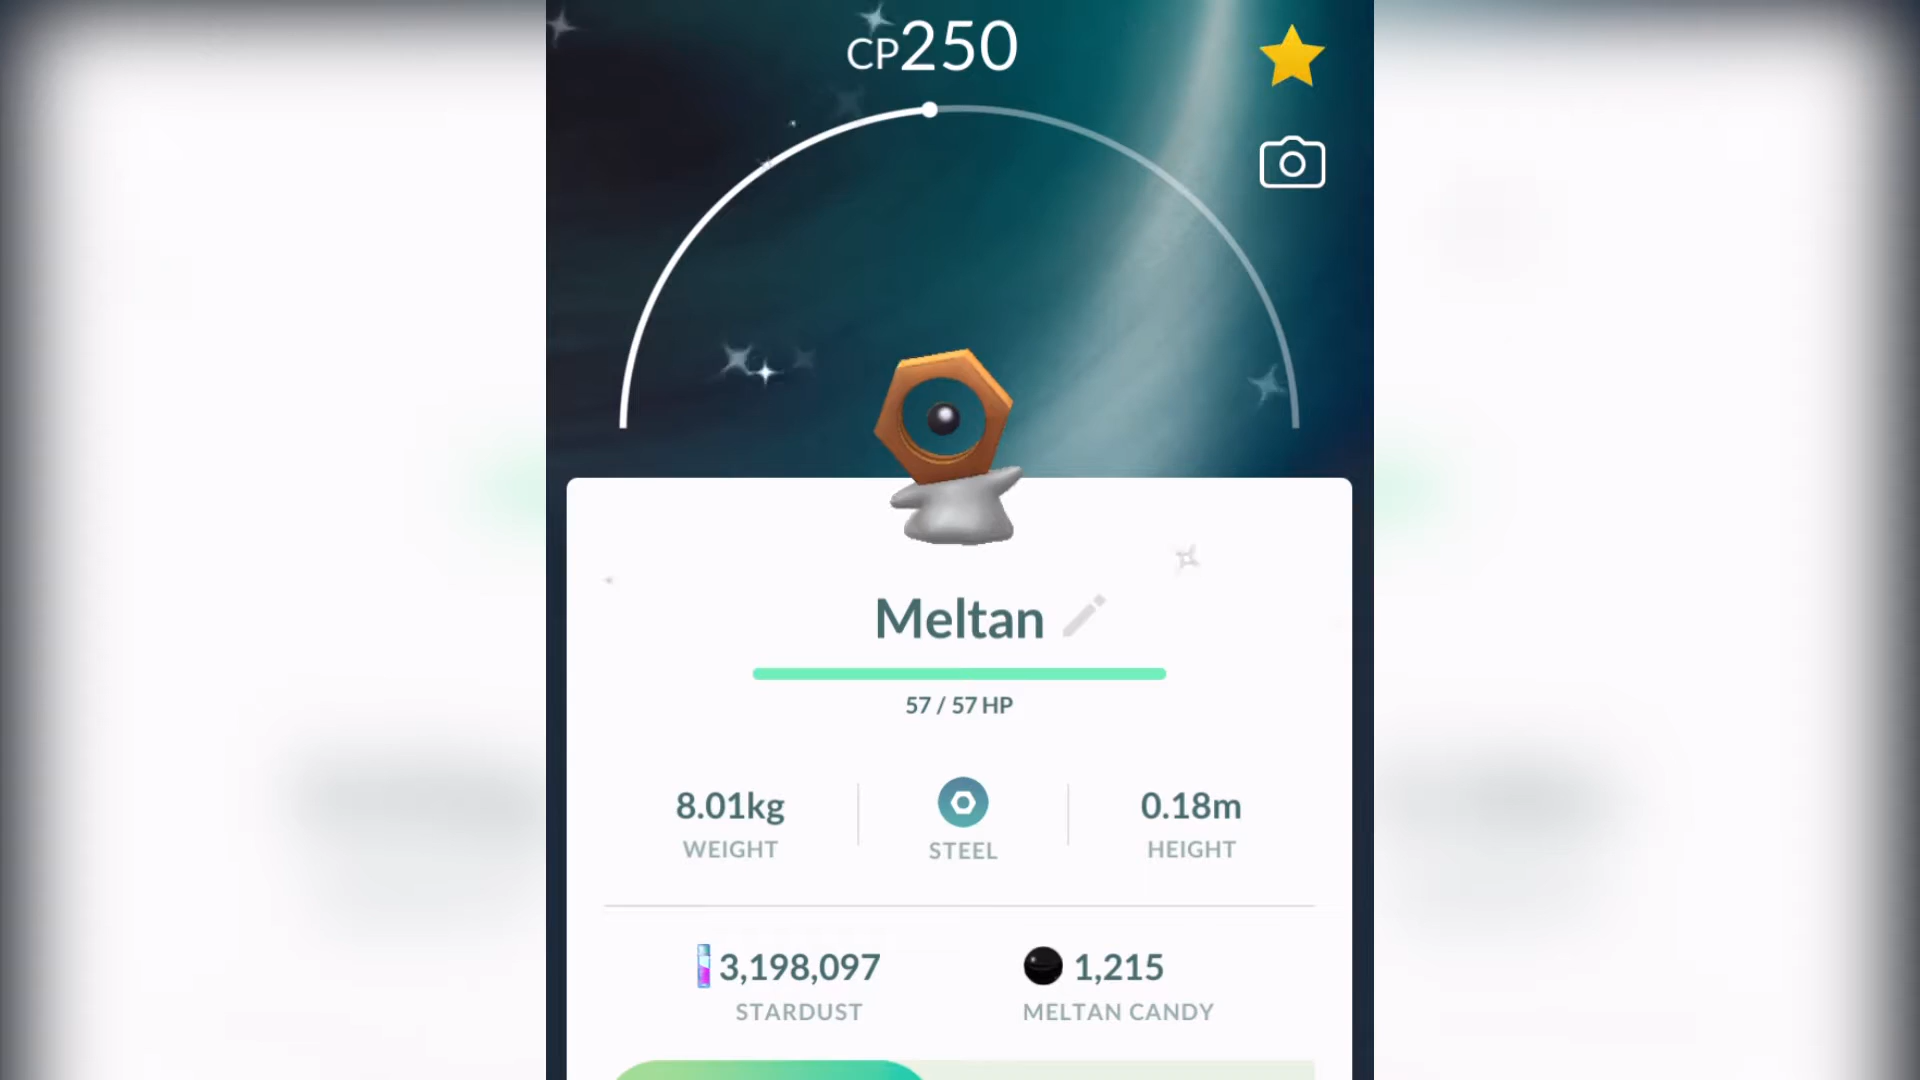 CP250
Meltan
57 / 57 HP
8.01kg
WEIGHT
STEEL
0.18m
HEIGHT
3,198,097
STARDUST
1,215
MELTAN CANDY